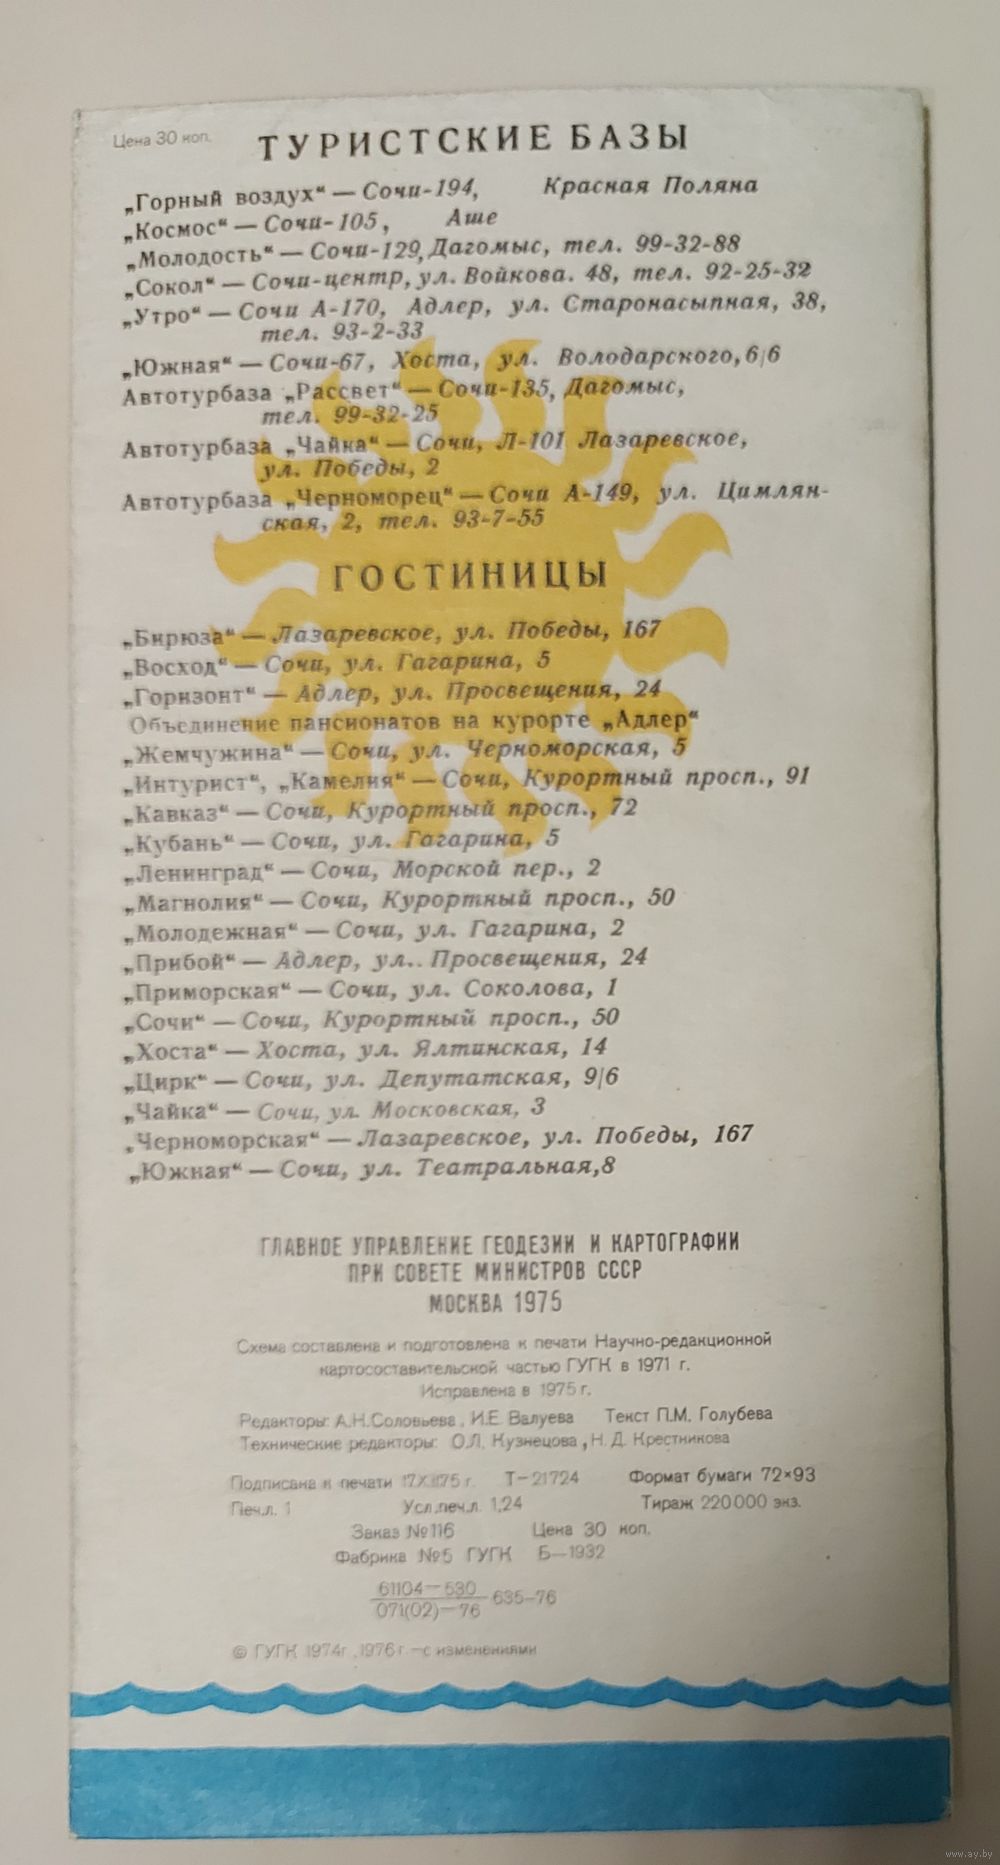 Цена 30 коп.
ТУРИСТСКИЕ БАЗЫ
„Горный воздух“ — Сочи-194, Красная Поляна
„Космос“ — Сочи-105, Аше
„Молодость“ — Сочи-129, Дагомыс, тел. 99-32-88
„Сокол“ — Сочи-центр, ул. Войкова. 48, тел. 92-25-32
„Утро“ — Сочи А-170, Адлер, ул. Старонасыпная, 38,
тел. 93-2-33
„Южная“ — Сочи-67, Хоста, ул. Володарского, 6/6
Автотурбаза „Рассвет“ — Сочи-135, Дагомыс,
тел. 99-32-25
Автотурбаза „Чайка“ — Сочи, Л-101 Лазаревское,
ул. Победы, 2
Автотурбаза „Черноморец“ — Сочи А-149, ул. Цимлян-
ская, 2, тел. 93-7-55
ГОСТИНИЦЫ
„Бирюза“ — Лазаревское, ул. Победы, 167
„Восход“ — Сочи, ул. Гагарина, 5
„Горизонт“ — Адлер, ул. Просвещения, 24
Объединение пансионатов на курорте „Адлер“
„Жемчужина“ — Сочи, ул. Черноморская, 5
„Интурист“, „Камелия“ — Сочи, Курортный просп., 91
„Кавказ“ — Сочи, Курортный просп., 72
„Кубань“ — Сочи, ул. Гагарина, 5
„Ленинград“ — Сочи, Морской пер., 2
„Магнолия“ — Сочи, Курортный просп., 50
„Молодежная“ — Сочи, ул. Гагарина, 2
„Прибой“ — Адлер, ул.. Просвещения, 24
„Приморская“ — Сочи, ул. Соколова, 1
„Сочи“ — Сочи, Курортный просп., 50
„Хоста“ — Хоста, ул. Ялтинская, 14
„Цирк“ — Сочи, ул. Депутатская, 9/6
„Чайка“ — Сочи, ул. Московская, 3
„Черноморская“ — Лазаревское, ул. Победы, 167
„Южная“ — Сочи, ул. Театральная, 8
ГЛАВНОЕ УПРАВЛЕНИЕ ГЕОДЕЗИИ И КАРТОГРАФИИ
ПРИ СОВЕТЕ МИНИСТРОВ СССР
МОСКВА 1975
Схема составлена и подготовлена к печати Научно-редакционной
картосоставительской частью ГУГК в 1971 г.
Исправлена в 1975 г.
Редакторы: А.Н. Соловьева, И.Е. Валуева Текст П.М. Голубева
Технические редакторы: О.Л. Кузнецова, Н.Д. Крестникова
Подписана к печати Т-21724 Формат бумаги 72×93
Печ.л. 1 Усл.печ.л. 1,24 Тираж 220000 экз.
Заказ №116 Цена 30 коп.
Фабрика №5 ГУГК Б-1932
61104-530
071(02)-76 635-76
© ГУГК 1974г., 1976г. - с изменениями
www.ay.by